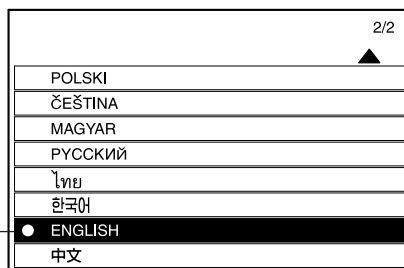 2/2
POLSKI
ČEŠTINA
MAGYAR
РУССКИЙ
ไทย
한국어
ENGLISH
中文